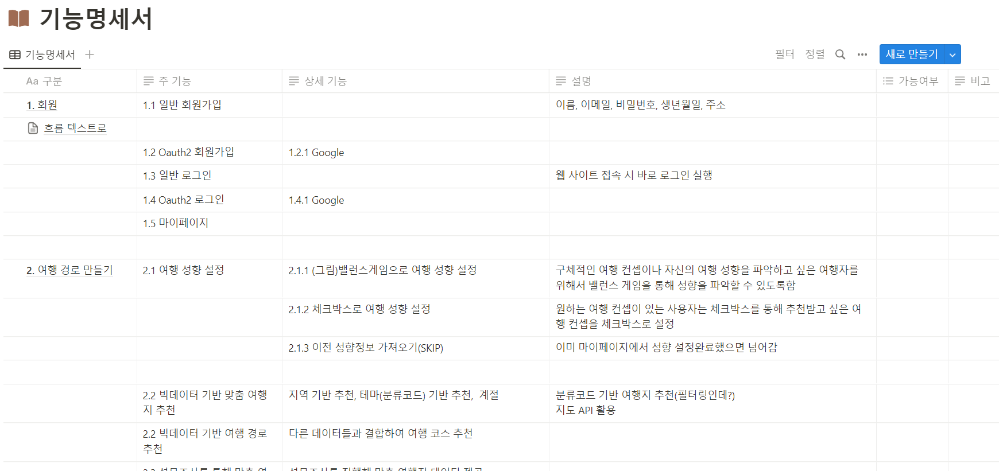 기능명세서
기능명세서
필터 정렬 새로 만들기
Aa 구분 주 기능 상세 기능 설명 가능여부 비고
1. 회원 1.1 일반 회원가입 이름, 이메일, 비밀번호, 생년월일, 주소
흐름 텍스트로
1.2 Oauth2 회원가입 1.2.1 Google
1.3 일반 로그인 웹 사이트 접속 시 바로 로그인 실행
1.4 Oauth2 로그인 1.4.1 Google
1.5 마이페이지
2. 여행 경로 만들기 2.1 여행 성향 설정 2.1.1 (그림)밸런스게임으로 여행 성향 설정 구체적인 여행 컨셉이나 자신의 여행 성향을 파악하고 싶은 여행자를
위해서 밸런스 게임을 통해 성향을 파악할 수 있도록함
2.1.2 체크박스로 여행 성향 설정 원하는 여행 컨셉이 있는 사용자는 체크박스를 통해 추천받고 싶은 여
행 컨셉을 체크박스로 설정
2.1.3 이전 성향정보 가져오기(SKIP) 이미 마이페이지에서 성향 설정완료했으면 넘어감
2.2 빅데이터 기반 맞춤 여행 지역 기반 추천, 테마(분류코드) 기반 추천, 계절 분류코드 기반 여행지 추천(필터링인데?)
지 추천 지도 API 활용
2.2 빅데이터 기반 여행 경로 다른 데이터들과 결합하여 여행 코스 추천
추천